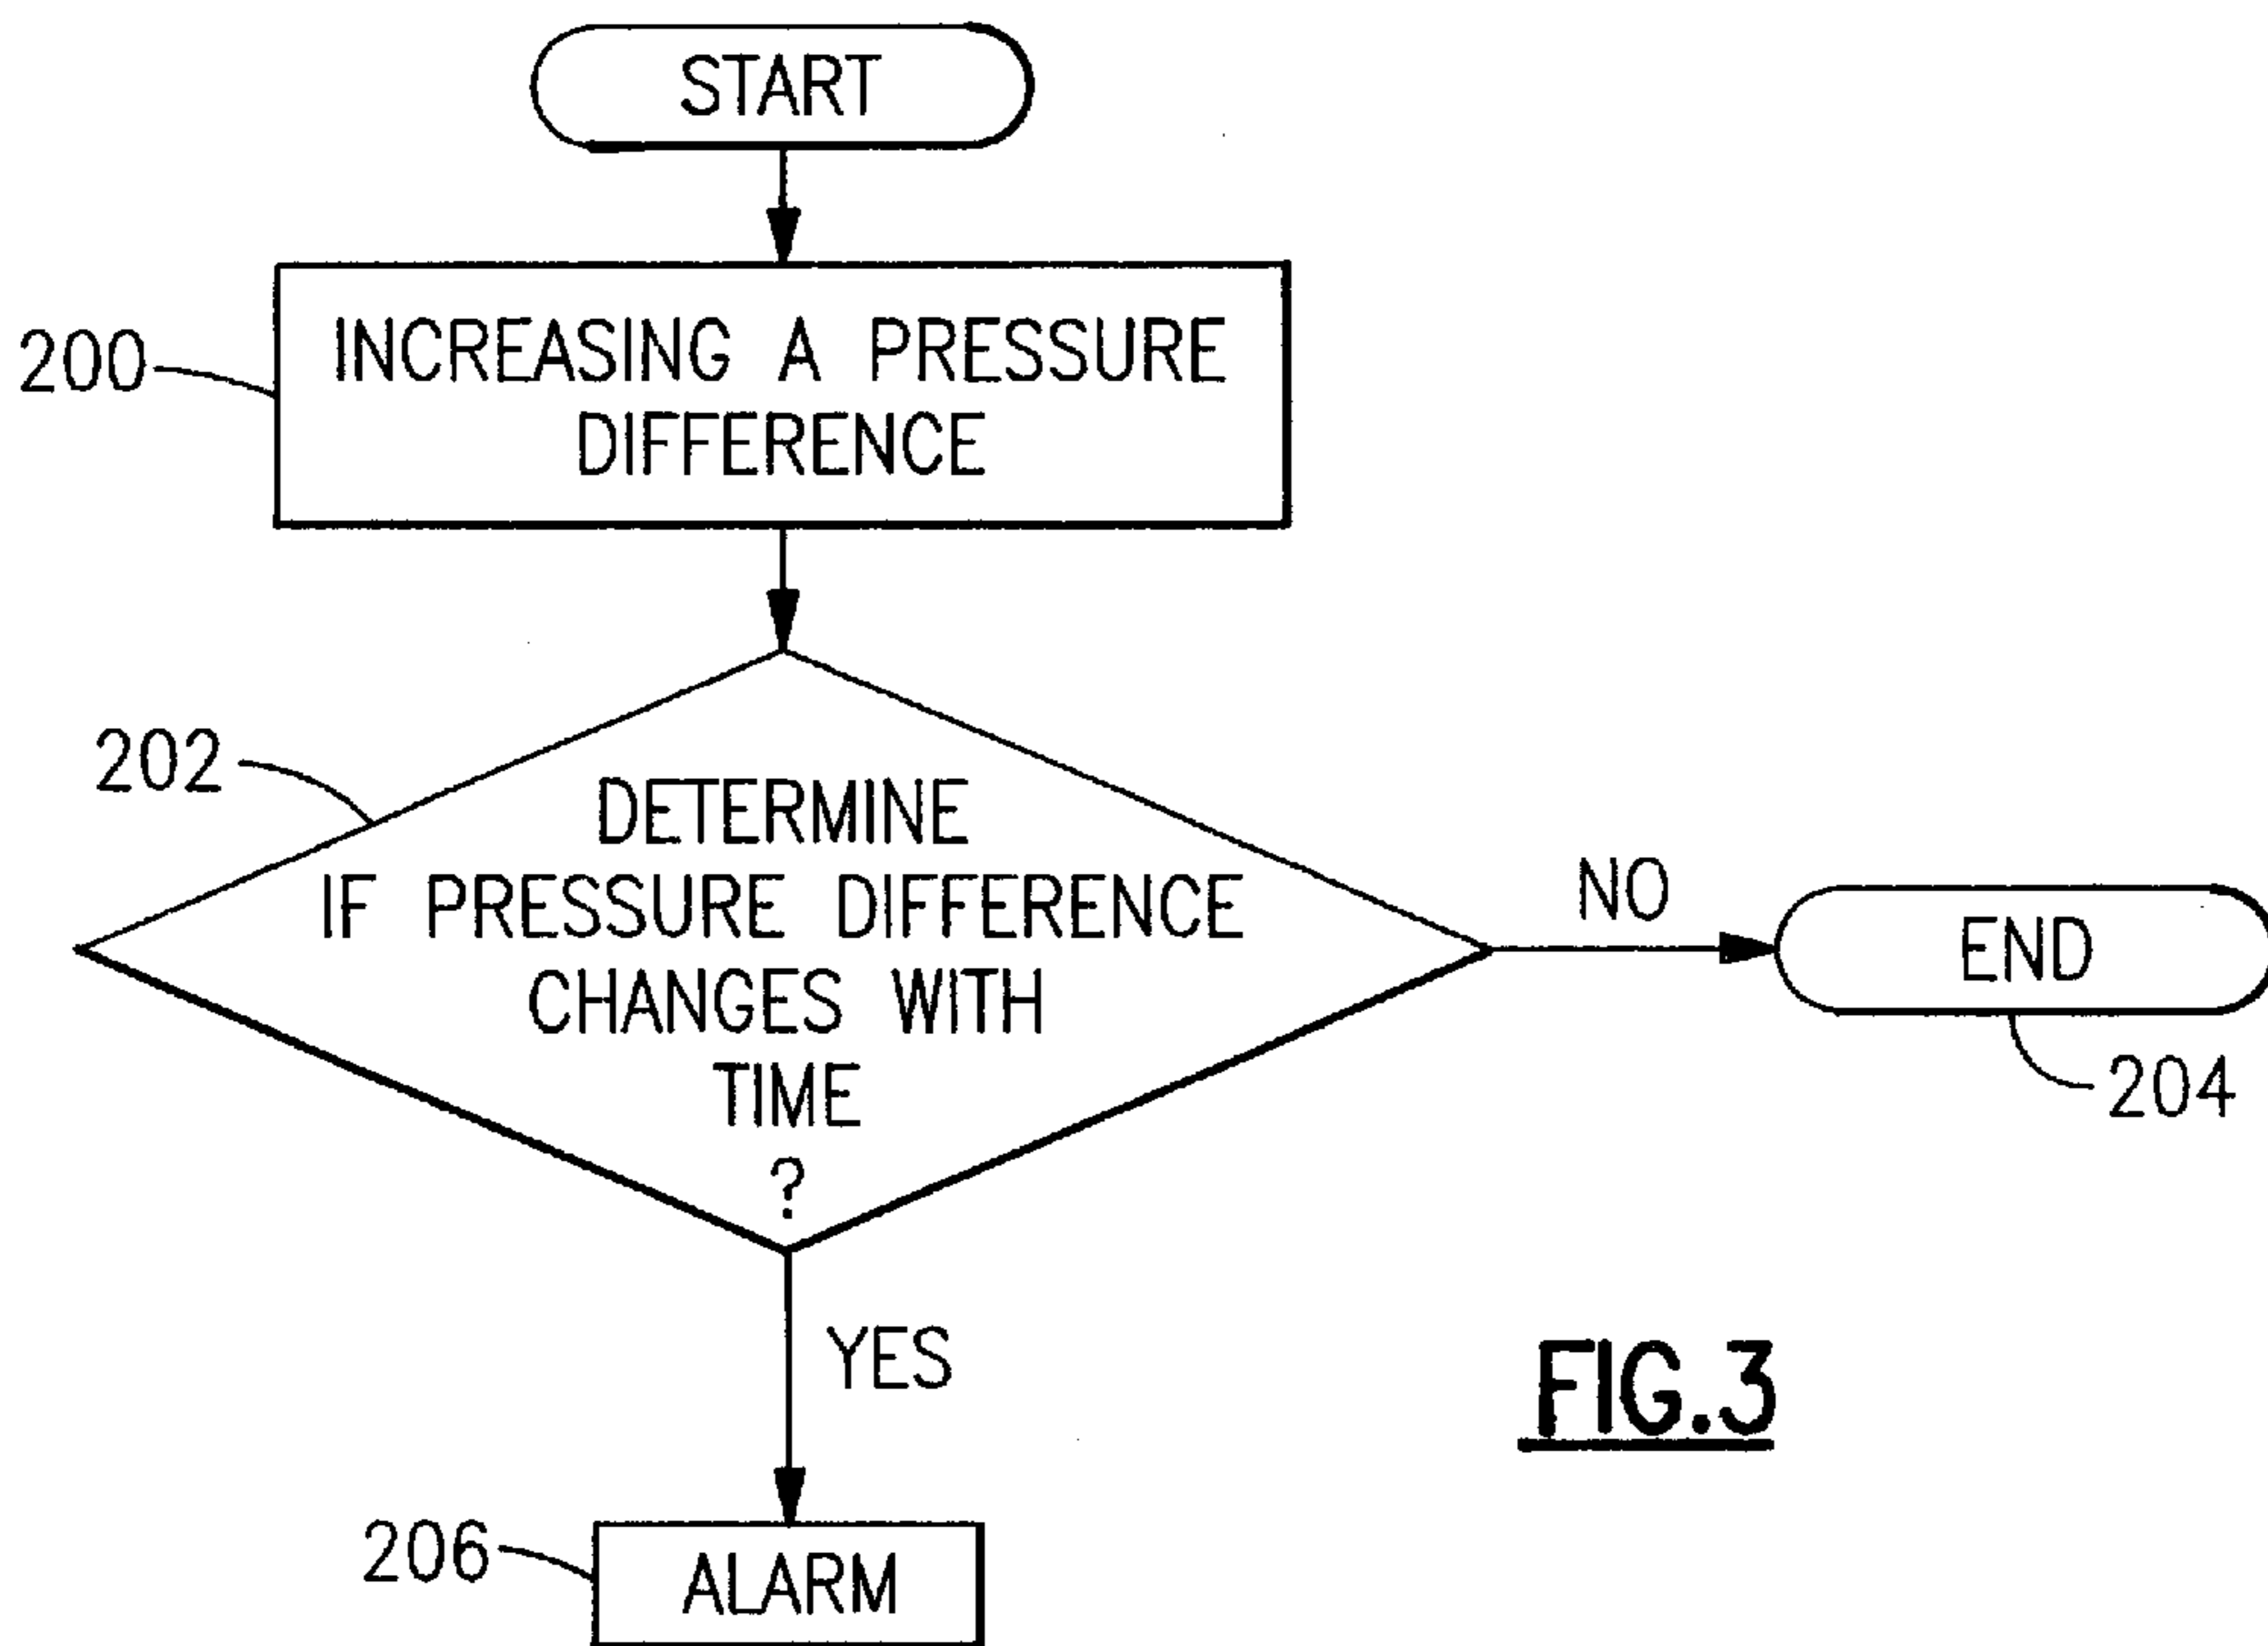 START
200
INCREASING A PRESSURE
DIFFERENCE
202
DETERMINE
IF PRESSURE DIFFERENCE
CHANGES WITH
TIME
?
NO
END
204
YES
206
ALARM
FIG.3